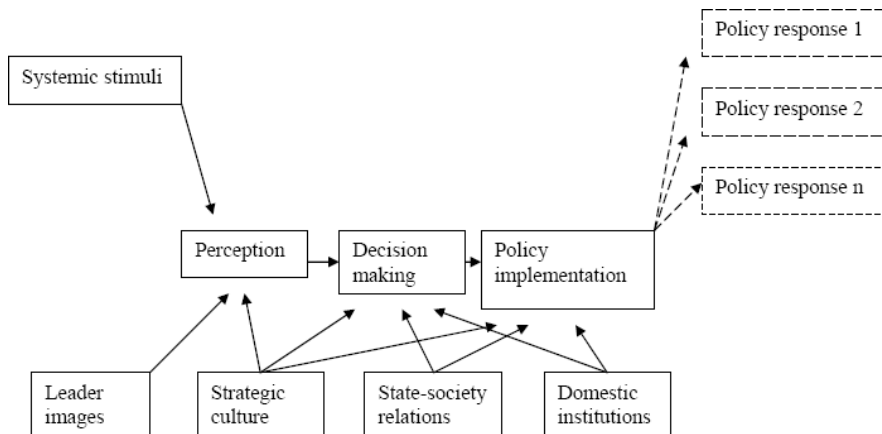 Policy response 1
Systemic stimuli
Policy response 2
Policy response n
Perception
Decision
making
Policy
implementation
Leader
images
Strategic
culture
State-society
relations
Domestic
institutions